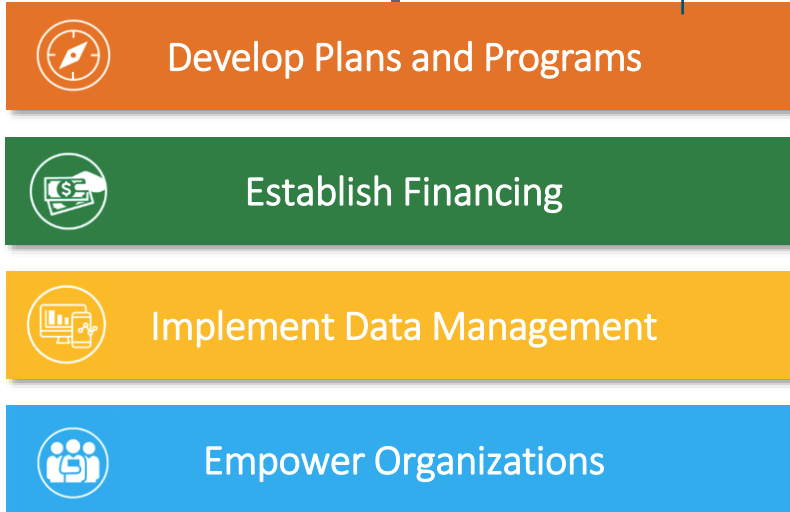 Develop Plans and Programs
Establish Financing
Implement Data Management
Empower Organizations